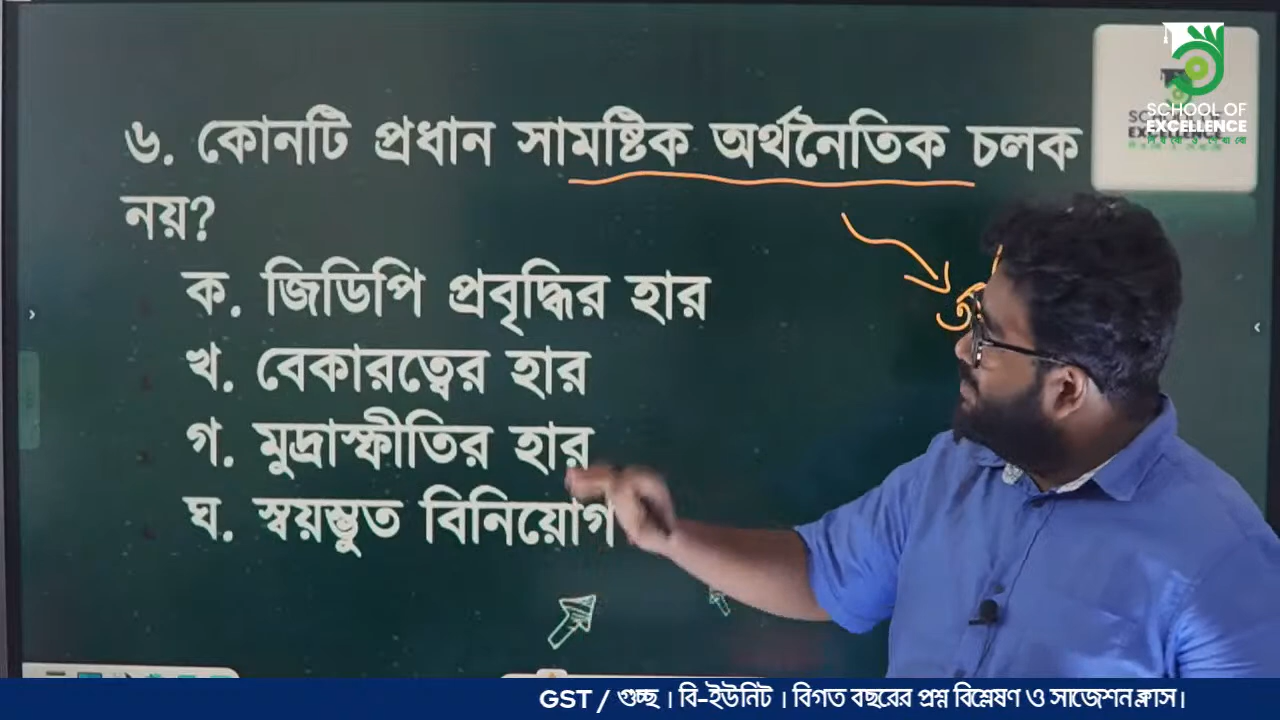 ৬. কোনটি প্রধান সামষ্টিক অর্থনৈতিক চলক
নয়?
ক. জিডিপি প্রবৃদ্ধির হার
খ. বেকারত্বের হার
গ. মুদ্রাস্ফীতির হার
ঘ. স্বয়ম্ভুত বিনিয়োগ
SCHOOL OF
EXCELLENCE
GST / গুচ্ছ । বি-ইউনিট । বিগত বছরের প্রশ্ন বিশ্লেষণ ও সাজেশন ক্লাস।